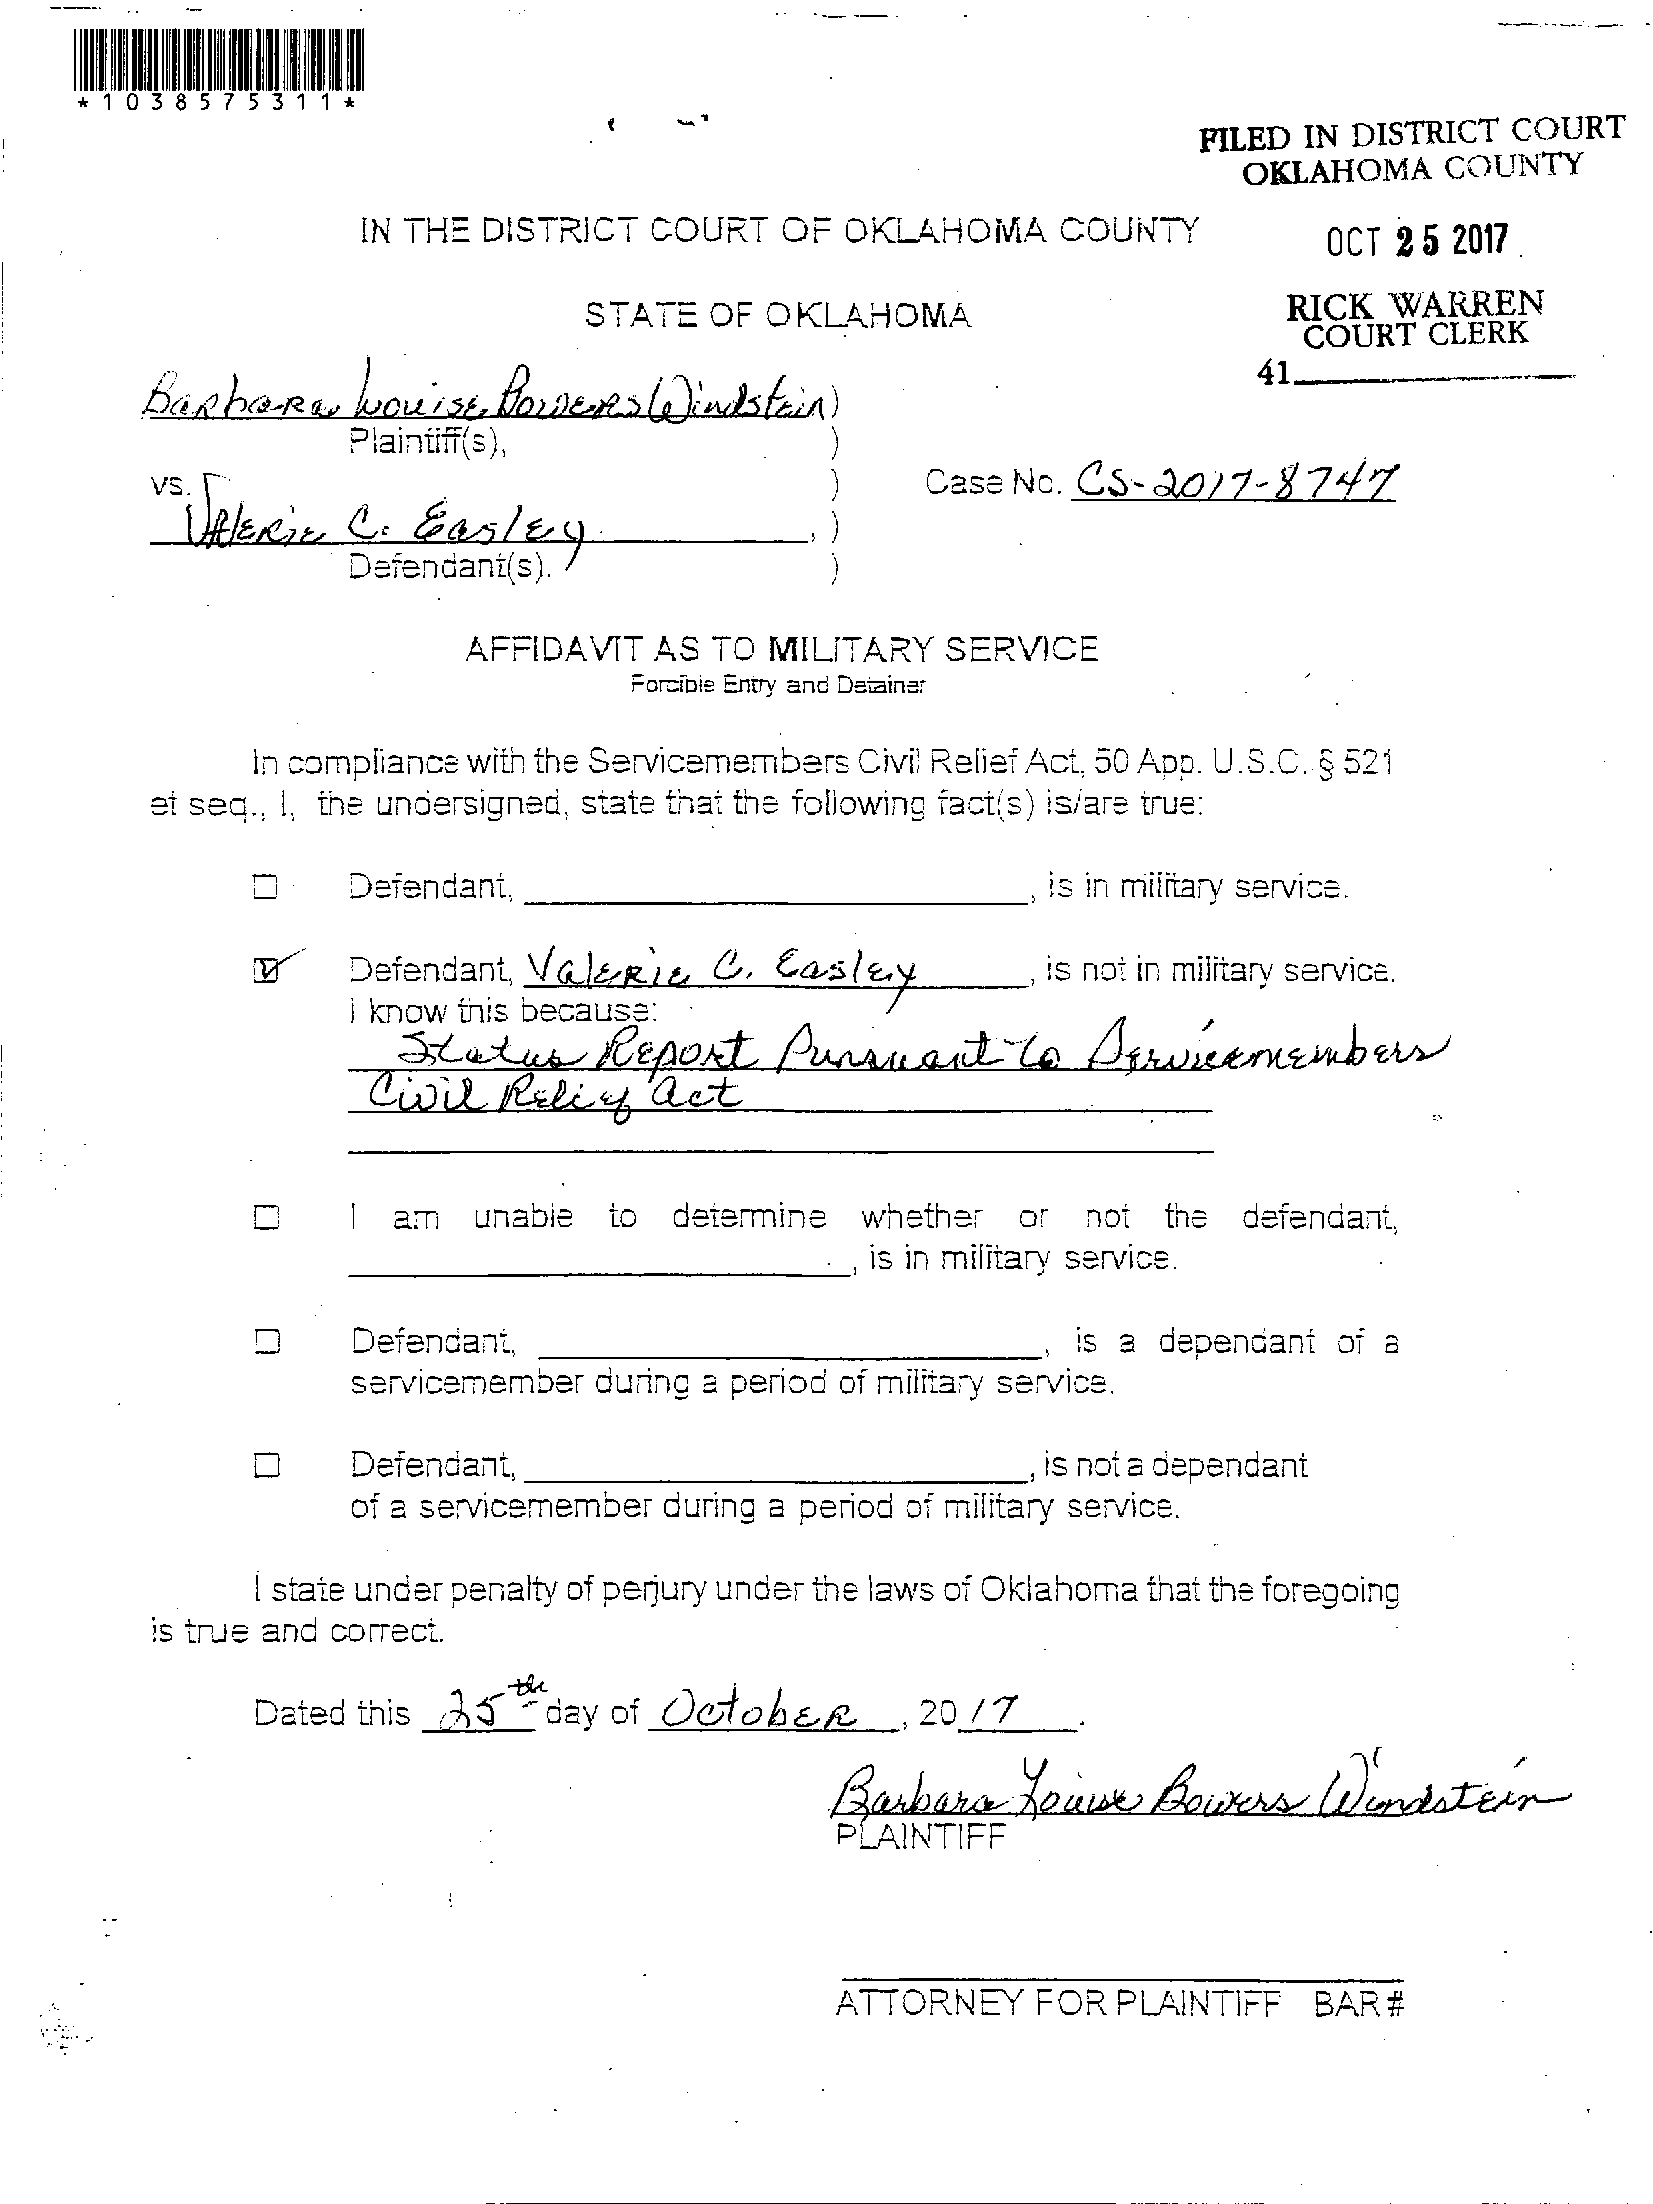 *1038575311*
FILED IN DISTRICT COURT
OKLAHOMA COUNTY
IN THE DISTRICT COURT OF OKLAHOMA COUNTY
OCT 25 2017
STATE OF OKLAHOMA
RICK WARREN
COURT CLERK
41
Barbara Louise Bowers Windstein)
Plaintiff(s), )
vs. ) Case No. CS-2017-8747
Valerie C. Easley , )
Defendant(s). )
AFFIDAVIT AS TO MILITARY SERVICE
Forcible Entry and Detainer
In compliance with the Servicemembers Civil Relief Act, 50 App. U.S.C. § 521
et seq., I, the undersigned, state that the following fact(s) is/are true:
Defendant, , is in military service.
Defendant, Valerie C. Easley , is not in military service.
I know this because:
Status Report Pursuant to Servicemembers
Civil Relief Act
I am unable to determine whether or not the defendant,
, is in military service.
Defendant, , is a dependant of a
servicemember during a period of military service.
Defendant, , is not a dependant
of a servicemember during a period of military service.
I state under penalty of perjury under the laws of Oklahoma that the foregoing
is true and correct.
Dated this 25th day of October , 2017 .
Barbara Louise Bowers Windstein
PLAINTIFF
ATTORNEY FOR PLAINTIFF BAR#